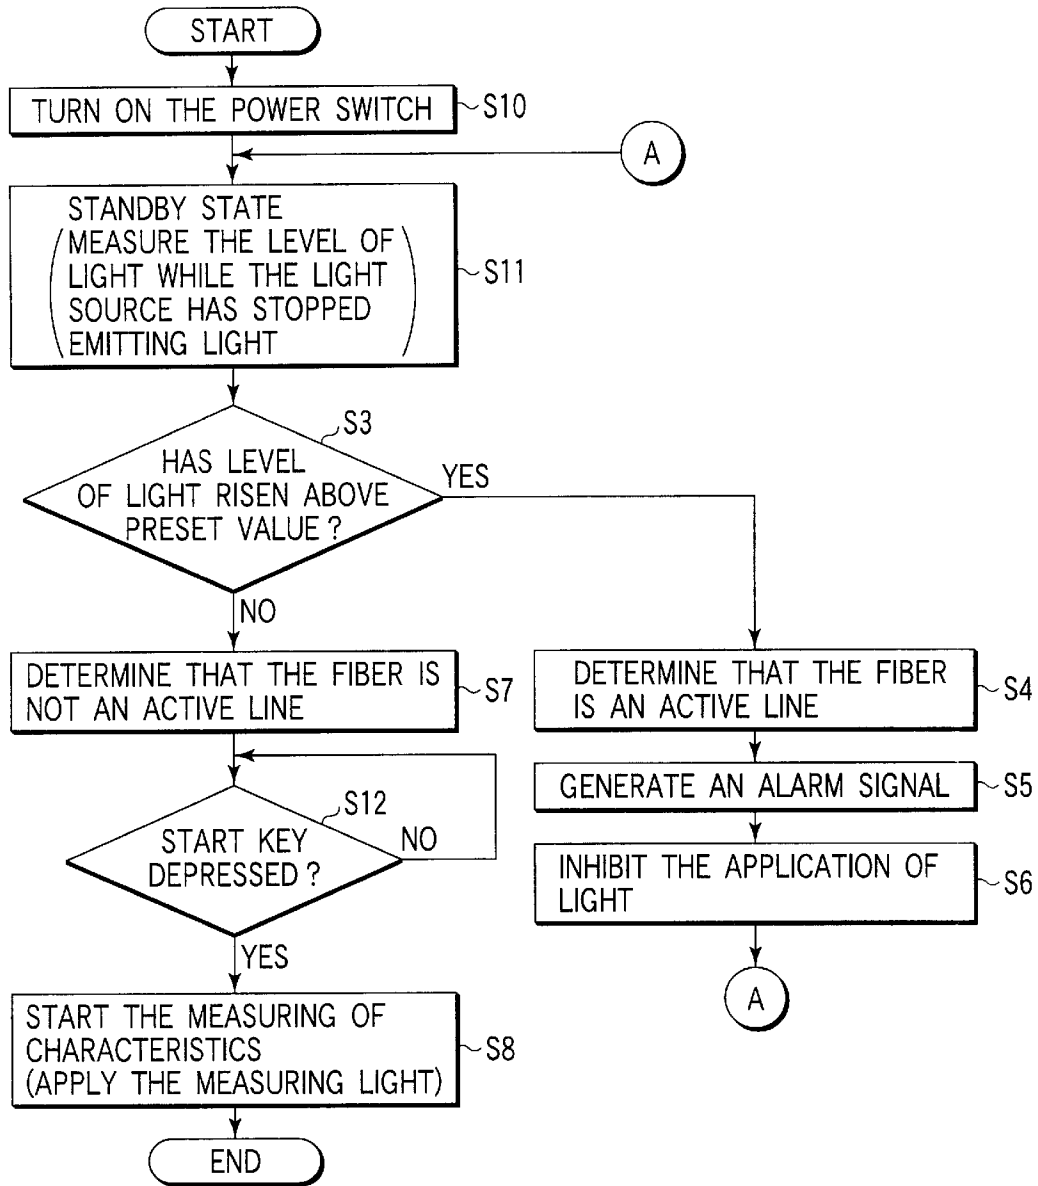 START
TURN ON THE POWER SWITCH
S10
A
STANDBY STATE
(MEASURE THE LEVEL OF
LIGHT WHILE THE LIGHT
SOURCE HAS STOPPED
EMITTING LIGHT)
S11
S3
HAS LEVEL
OF LIGHT RISEN ABOVE
PRESET VALUE?
YES
NO
DETERMINE THAT THE FIBER IS
NOT AN ACTIVE LINE
S7
DETERMINE THAT THE FIBER
IS AN ACTIVE LINE
S4
GENERATE AN ALARM SIGNAL
S5
S12
START KEY
DEPRESSED?
NO
INHIBIT THE APPLICATION OF
LIGHT
S6
YES
A
START THE MEASURING OF
CHARACTERISTICS
(APPLY THE MEASURING LIGHT)
S8
END